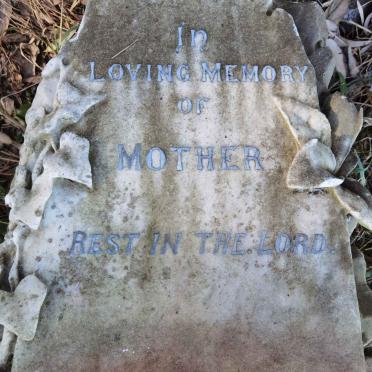 In
Loving Memory
of
Mother
Rest in the Lord.